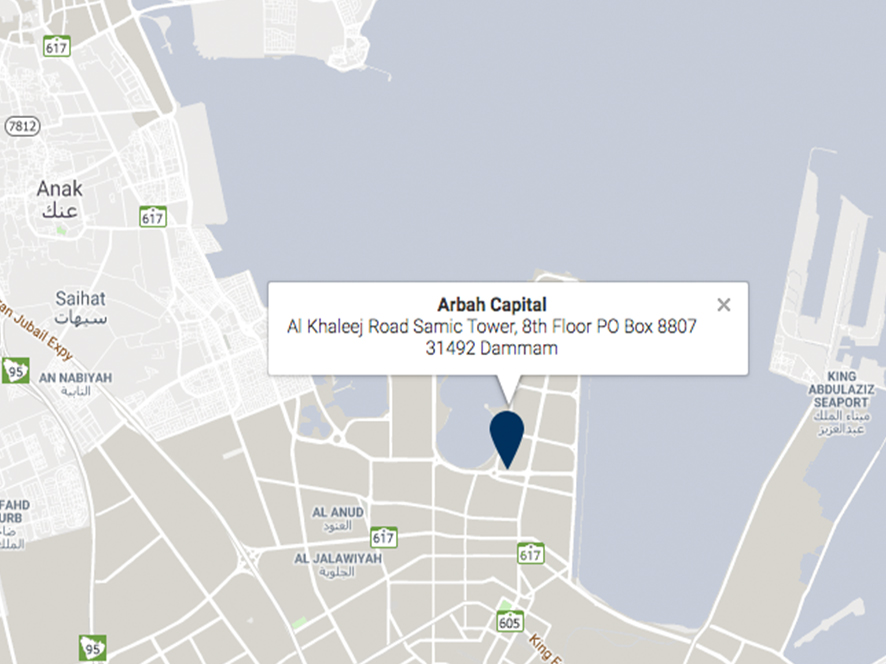 617
7812
Anak
عنك
617
Arbah Capital
Al Khaleej Road Samic Tower, 8th Floor PO Box 8807
31492 Dammam
Saihat
سيهات
an Jubail Expy
95
AN NABIYAH
النابية
KING
ABDULAZIZ
SEAPORT
ميناء الملك
عبدالعزيز
FAHD
URB
الملك
AL ANUD
العنود
617
AL JALAWIYAH
الجلوية
617
605
King
95